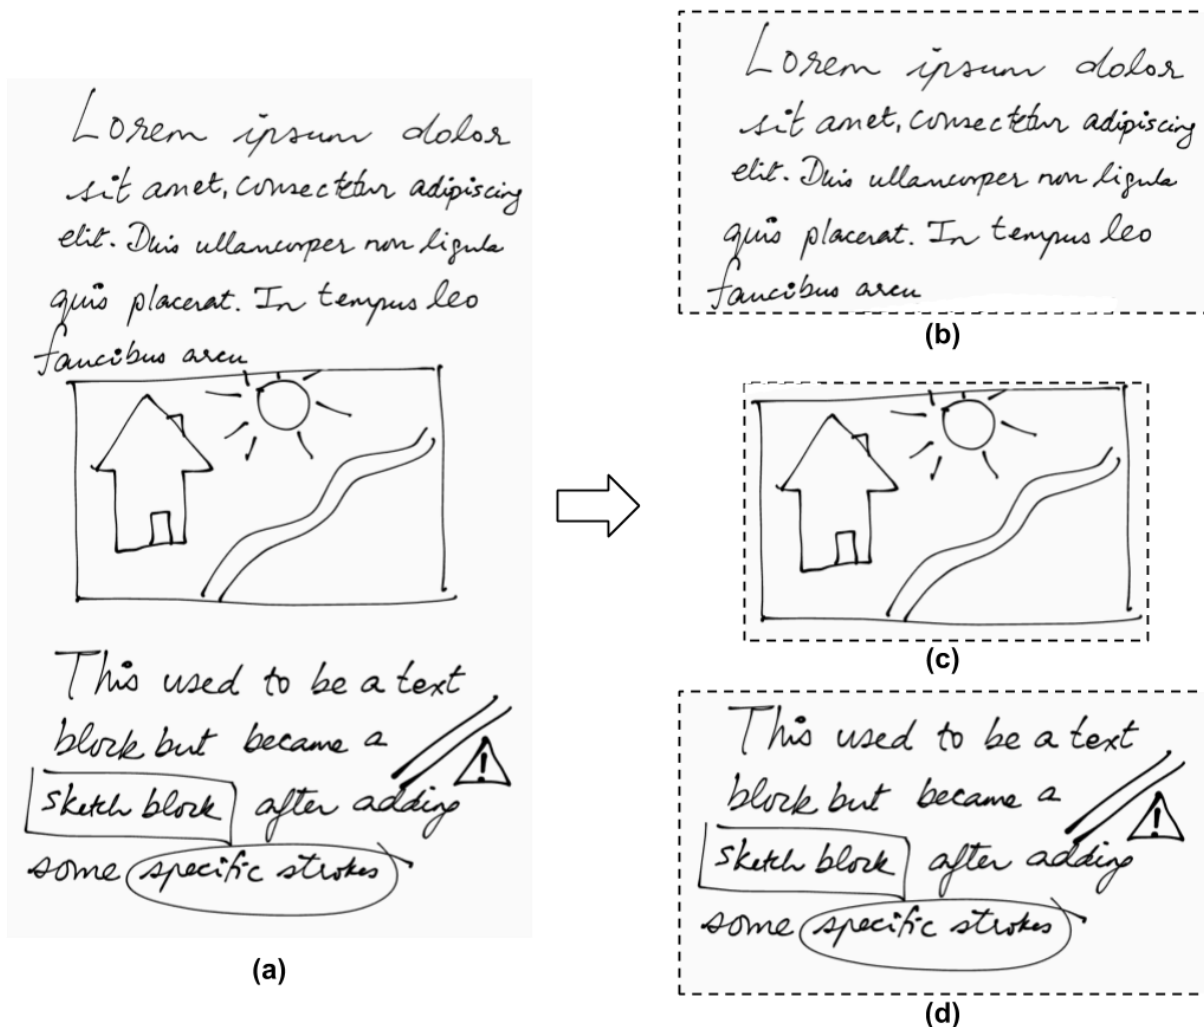 Lorem ipsum dolor
sit amet, consectetur adipiscing
elit. Duis ullamcorper non ligula
quis placerat. In tempus leo
faucibus arcu
This used to be a text
block but became a
!
sketch block after adding
some specific strokes
(a)
Lorem ipsum dolor
sit amet, consectetur adipiscing
elit. Duis ullamcorper non ligula
quis placerat. In tempus leo
faucibus arcu
(b)
(c)
This used to be a text
block but became a
!
sketch block after adding
some specific strokes
(d)